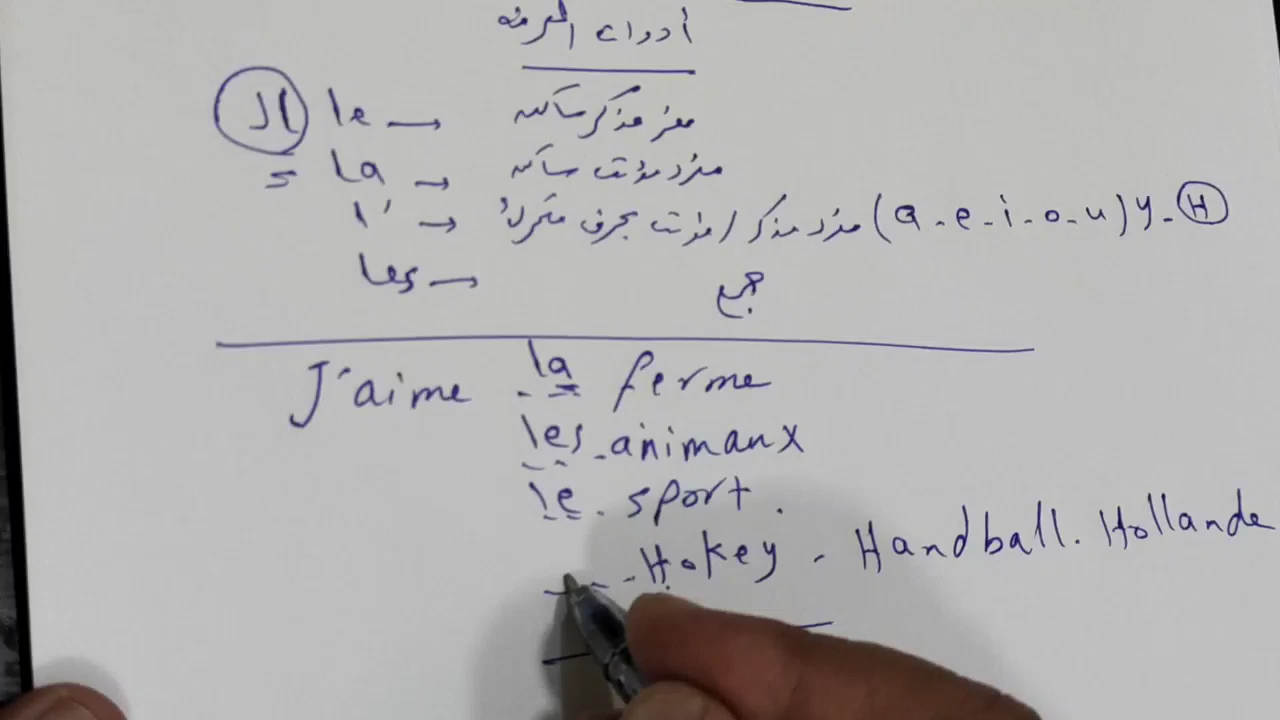 أدوات المعرفة
ال le → مفرد مذكر ساكن
= la → مفرد مؤنث ساكن
l' → مفرد مذكر / مؤنث بحرف متحرك (a - e - i - o - u) y - H
les → جمع
J'aime la ferme
les animaux
le sport.
Hokey - Handball. Hollande